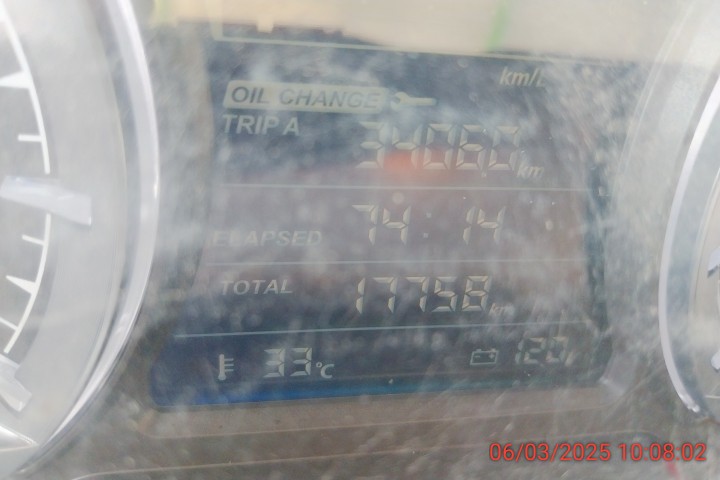 km/L
OIL CHANGE
TRIP A 3406.0 km
ELAPSED 74:14
TOTAL 17758 km
33°C 12.0
06/03/2025 10:08:02